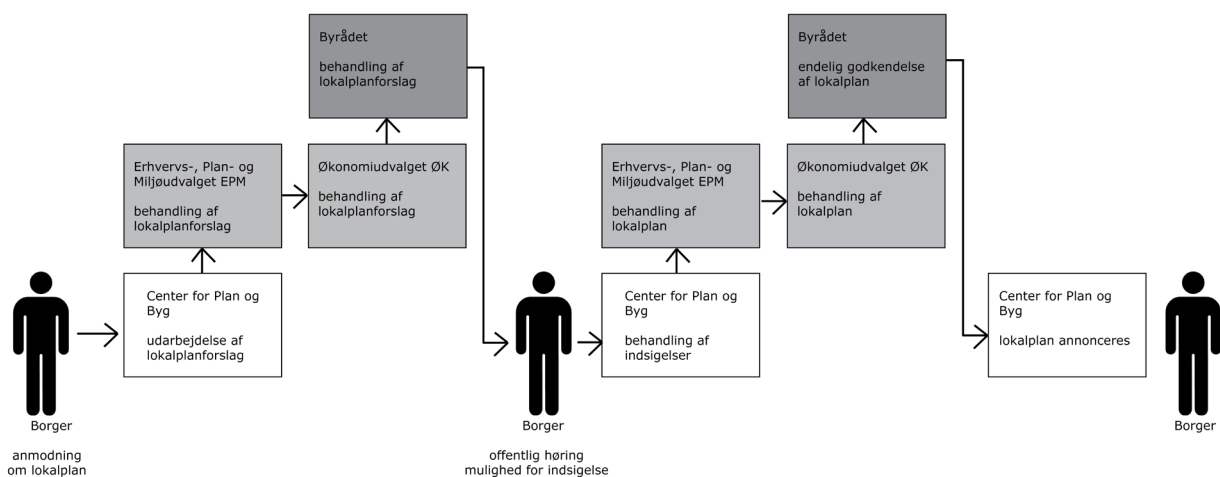 Borger
anmodning
om lokalplan
Center for Plan og
Byg
udarbejdelse af
lokalplanforslag
Erhvervs-, Plan- og
Miljøudvalget EPM
behandling af
lokalplanforslag
Økonomiudvalget ØK
behandling af
lokalplanforslag
Byrådet
behandling af
lokalplanforslag
Borger
offentlig høring
mulighed for indsigelse
Center for Plan og
Byg
behandling af
indsigelser
Erhvervs-, Plan- og
Miljøudvalget EPM
behandling af
lokalplan
Økonomiudvalget ØK
behandling af
lokalplan
Byrådet
endelig godkendelse
af lokalplan
Center for Plan og
Byg
lokalplan annonceres
Borger